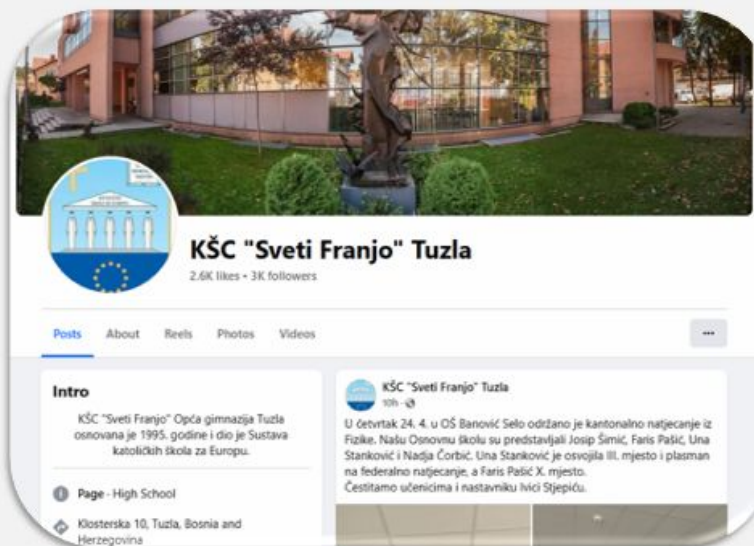 KŠC "Sveti Franjo" Tuzla
2.6K likes • 3K followers
Posts
About
Reels
Photos
Videos
...
Intro
KŠC "Sveti Franjo" Opća gimnazija Tuzla
osnovana je 1995. godine i dio je Sustava
katoličkih škola za Europu.
Page · High School
Klosterska 10, Tuzla, Bosnia and
Herzegovina
KŠC "Sveti Franjo" Tuzla
10h ·
U četvrtak 24. 4. u OŠ Banović Selo održano je kantonalno natjecanje iz
Fizike. Našu Osnovnu školu su predstavljali Josip Šimić, Faris Pašić, Una
Stanković i Nadja Čorbić. Una Stanković je osvojila III. mjesto i plasman
na federalno natjecanje, a Faris Pašić X. mjesto.
Čestitamo učenicima i nastavniku Ivici Stjepiću.